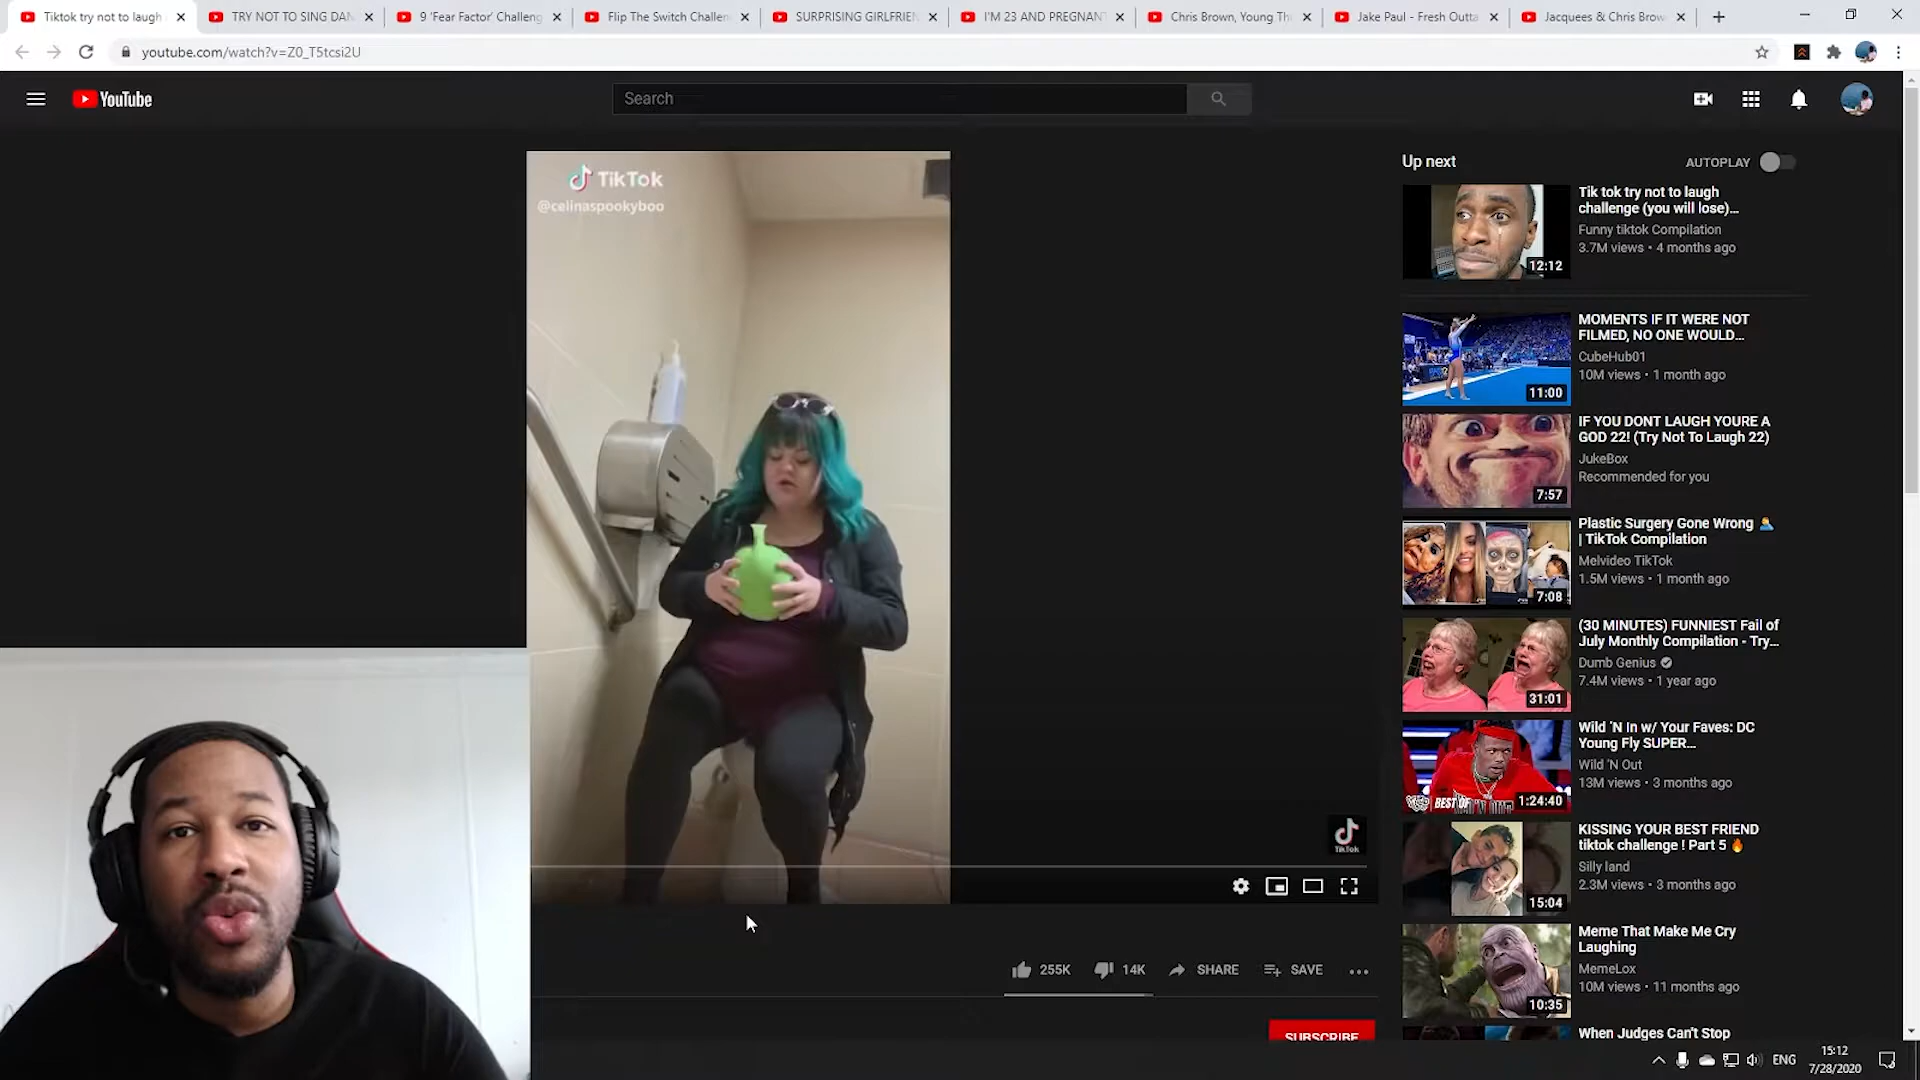 Tiktok try not to laugh
TRY NOT TO SING DAN
9 'Fear Factor' Challeng
Flip The Switch Challen
SURPRISING GIRLFRIEN
I'M 23 AND PREGNANT
Chris Brown, Young Th
Jake Paul - Fresh Outta
Jacquees & Chris Brow
youtube.com/watch?v=Z0_T5tcsi2U
YouTube
Search
TikTok
@celinaspookyboo
TikTok
255K
14K
SHARE
SAVE
SUBSCRIBE
Up next
AUTOPLAY
12:12
Tik tok try not to laugh
challenge (you will lose)...
Funny tiktok Compilation
3.7M views • 4 months ago
11:00
MOMENTS IF IT WERE NOT
FILMED, NO ONE WOULD...
CubeHub01
10M views • 1 month ago
7:57
IF YOU DONT LAUGH YOURE A
GOD 22! (Try Not To Laugh 22)
JukeBox
Recommended for you
7:08
Plastic Surgery Gone Wrong 🤦‍♂️
| TikTok Compilation
Melvideo TikTok
1.5M views • 1 month ago
31:01
(30 MINUTES) FUNNIEST Fail of
July Monthly Compilation - Try...
Dumb Genius
7.4M views • 1 year ago
BEST OF
1:24:40
Wild 'N In w/ Your Faves: DC
Young Fly SUPER...
Wild 'N Out
13M views • 3 months ago
15:04
KISSING YOUR BEST FRIEND
tiktok challenge ! Part 5 🔥
Silly land
2.3M views • 3 months ago
10:35
Meme That Make Me Cry
Laughing
MemeLox
10M views • 11 months ago
When Judges Can't Stop
ENG
15:12
7/28/2020